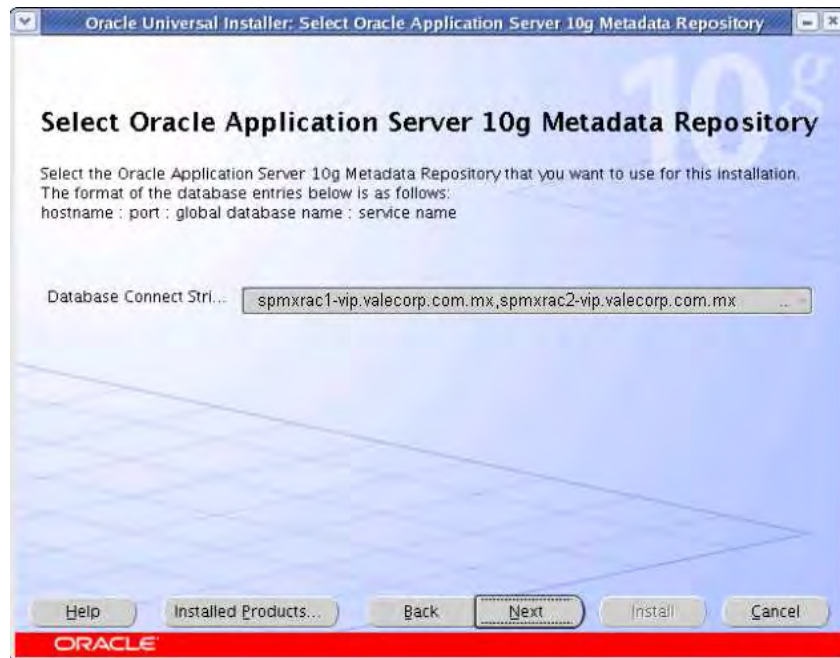 Oracle Universal Installer: Select Oracle Application Server 10g Metadata Repository
10g
Select Oracle Application Server 10g Metadata Repository
Select the Oracle Application Server 10g Metadata Repository that you want to use for this installation.
The format of the database entries below is as follows:
hostname : port : global database name : service name
Database Connect Stri... spmxrac1-vip.valecorp.com.mx,spmxrac2-vip.valecorp.com.mx ...
Help Installed Products... Back Next Install Cancel
ORACLE